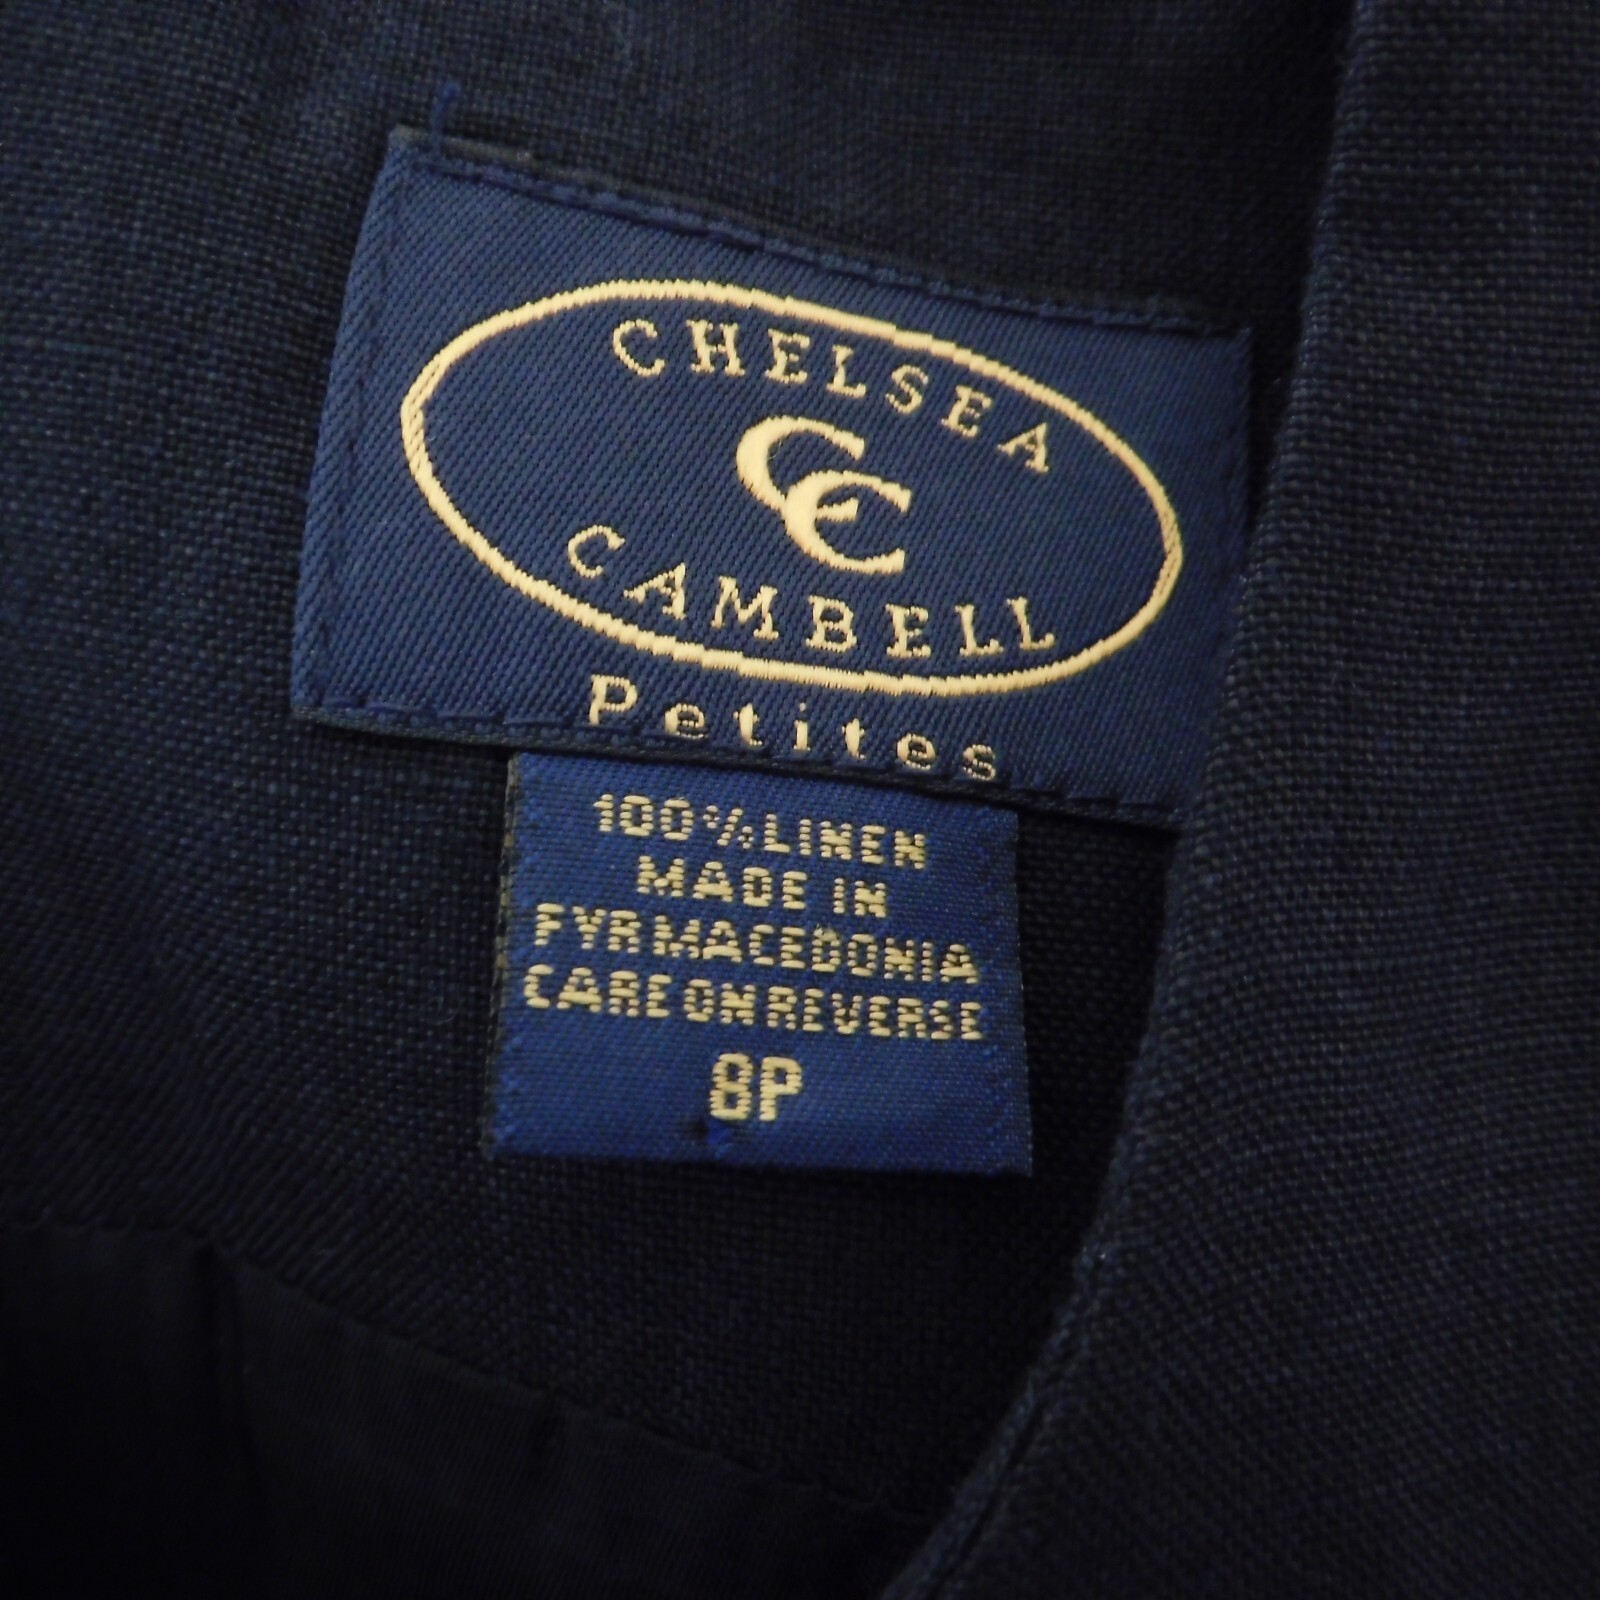 CHELSEA
CC
CAMBELL
Petites
100% LINEN
MADE IN
FYR MACEDONIA
CARE ON REVERSE
8P